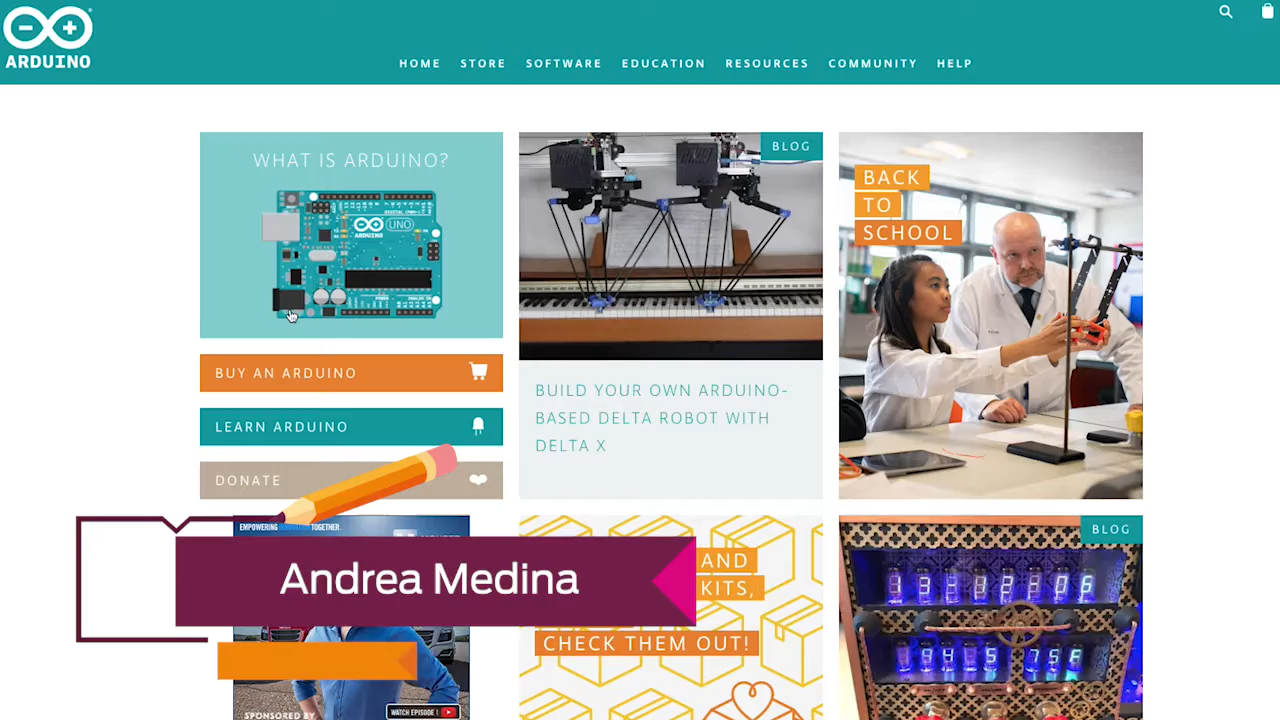 ARDUINO
HOME STORE SOFTWARE EDUCATION RESOURCES COMMUNITY HELP
WHAT IS ARDUINO?
ARDUINO
UNO
BUY AN ARDUINO
LEARN ARDUINO
DONATE
BLOG
BUILD YOUR OWN ARDUINO-
BASED DELTA ROBOT WITH
DELTA X
BACK
TO
SCHOOL
EMPOWERING
TOGETHER
Andrea Medina
SPONSORED BY
WATCH EPISODE !
AND
KITS,
CHECK THEM OUT!
BLOG